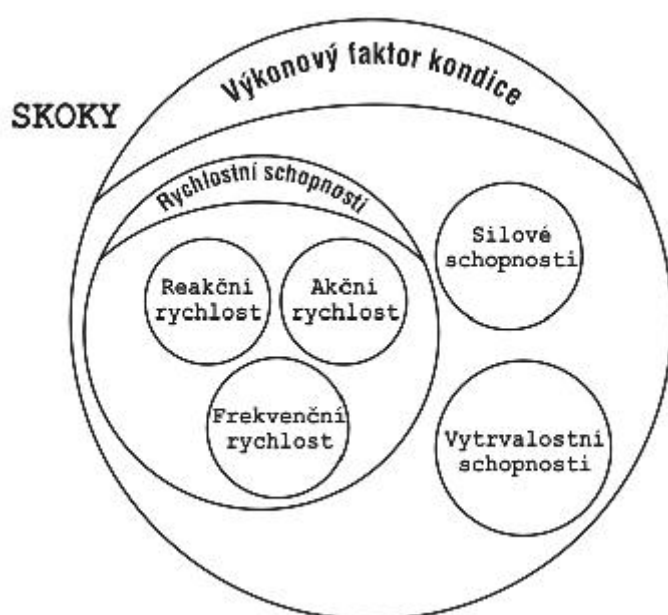 Výkonový faktor kondice
SKOKY
Rychlostní schopnosti
Silové
schopnosti
Reakční
rychlost
Akční
rychlost
Frekvenční
rychlost
Vytrvalostní
schopnosti